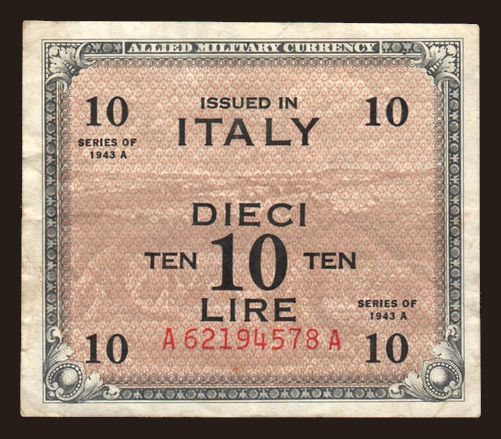 ALLIED MILITARY CURRENCY
10 ISSUED IN 10
ITALY
SERIES OF
1943 A
DIECI
TEN 10 TEN
LIRE
SERIES OF
1943 A
10 A 62194578 A 10